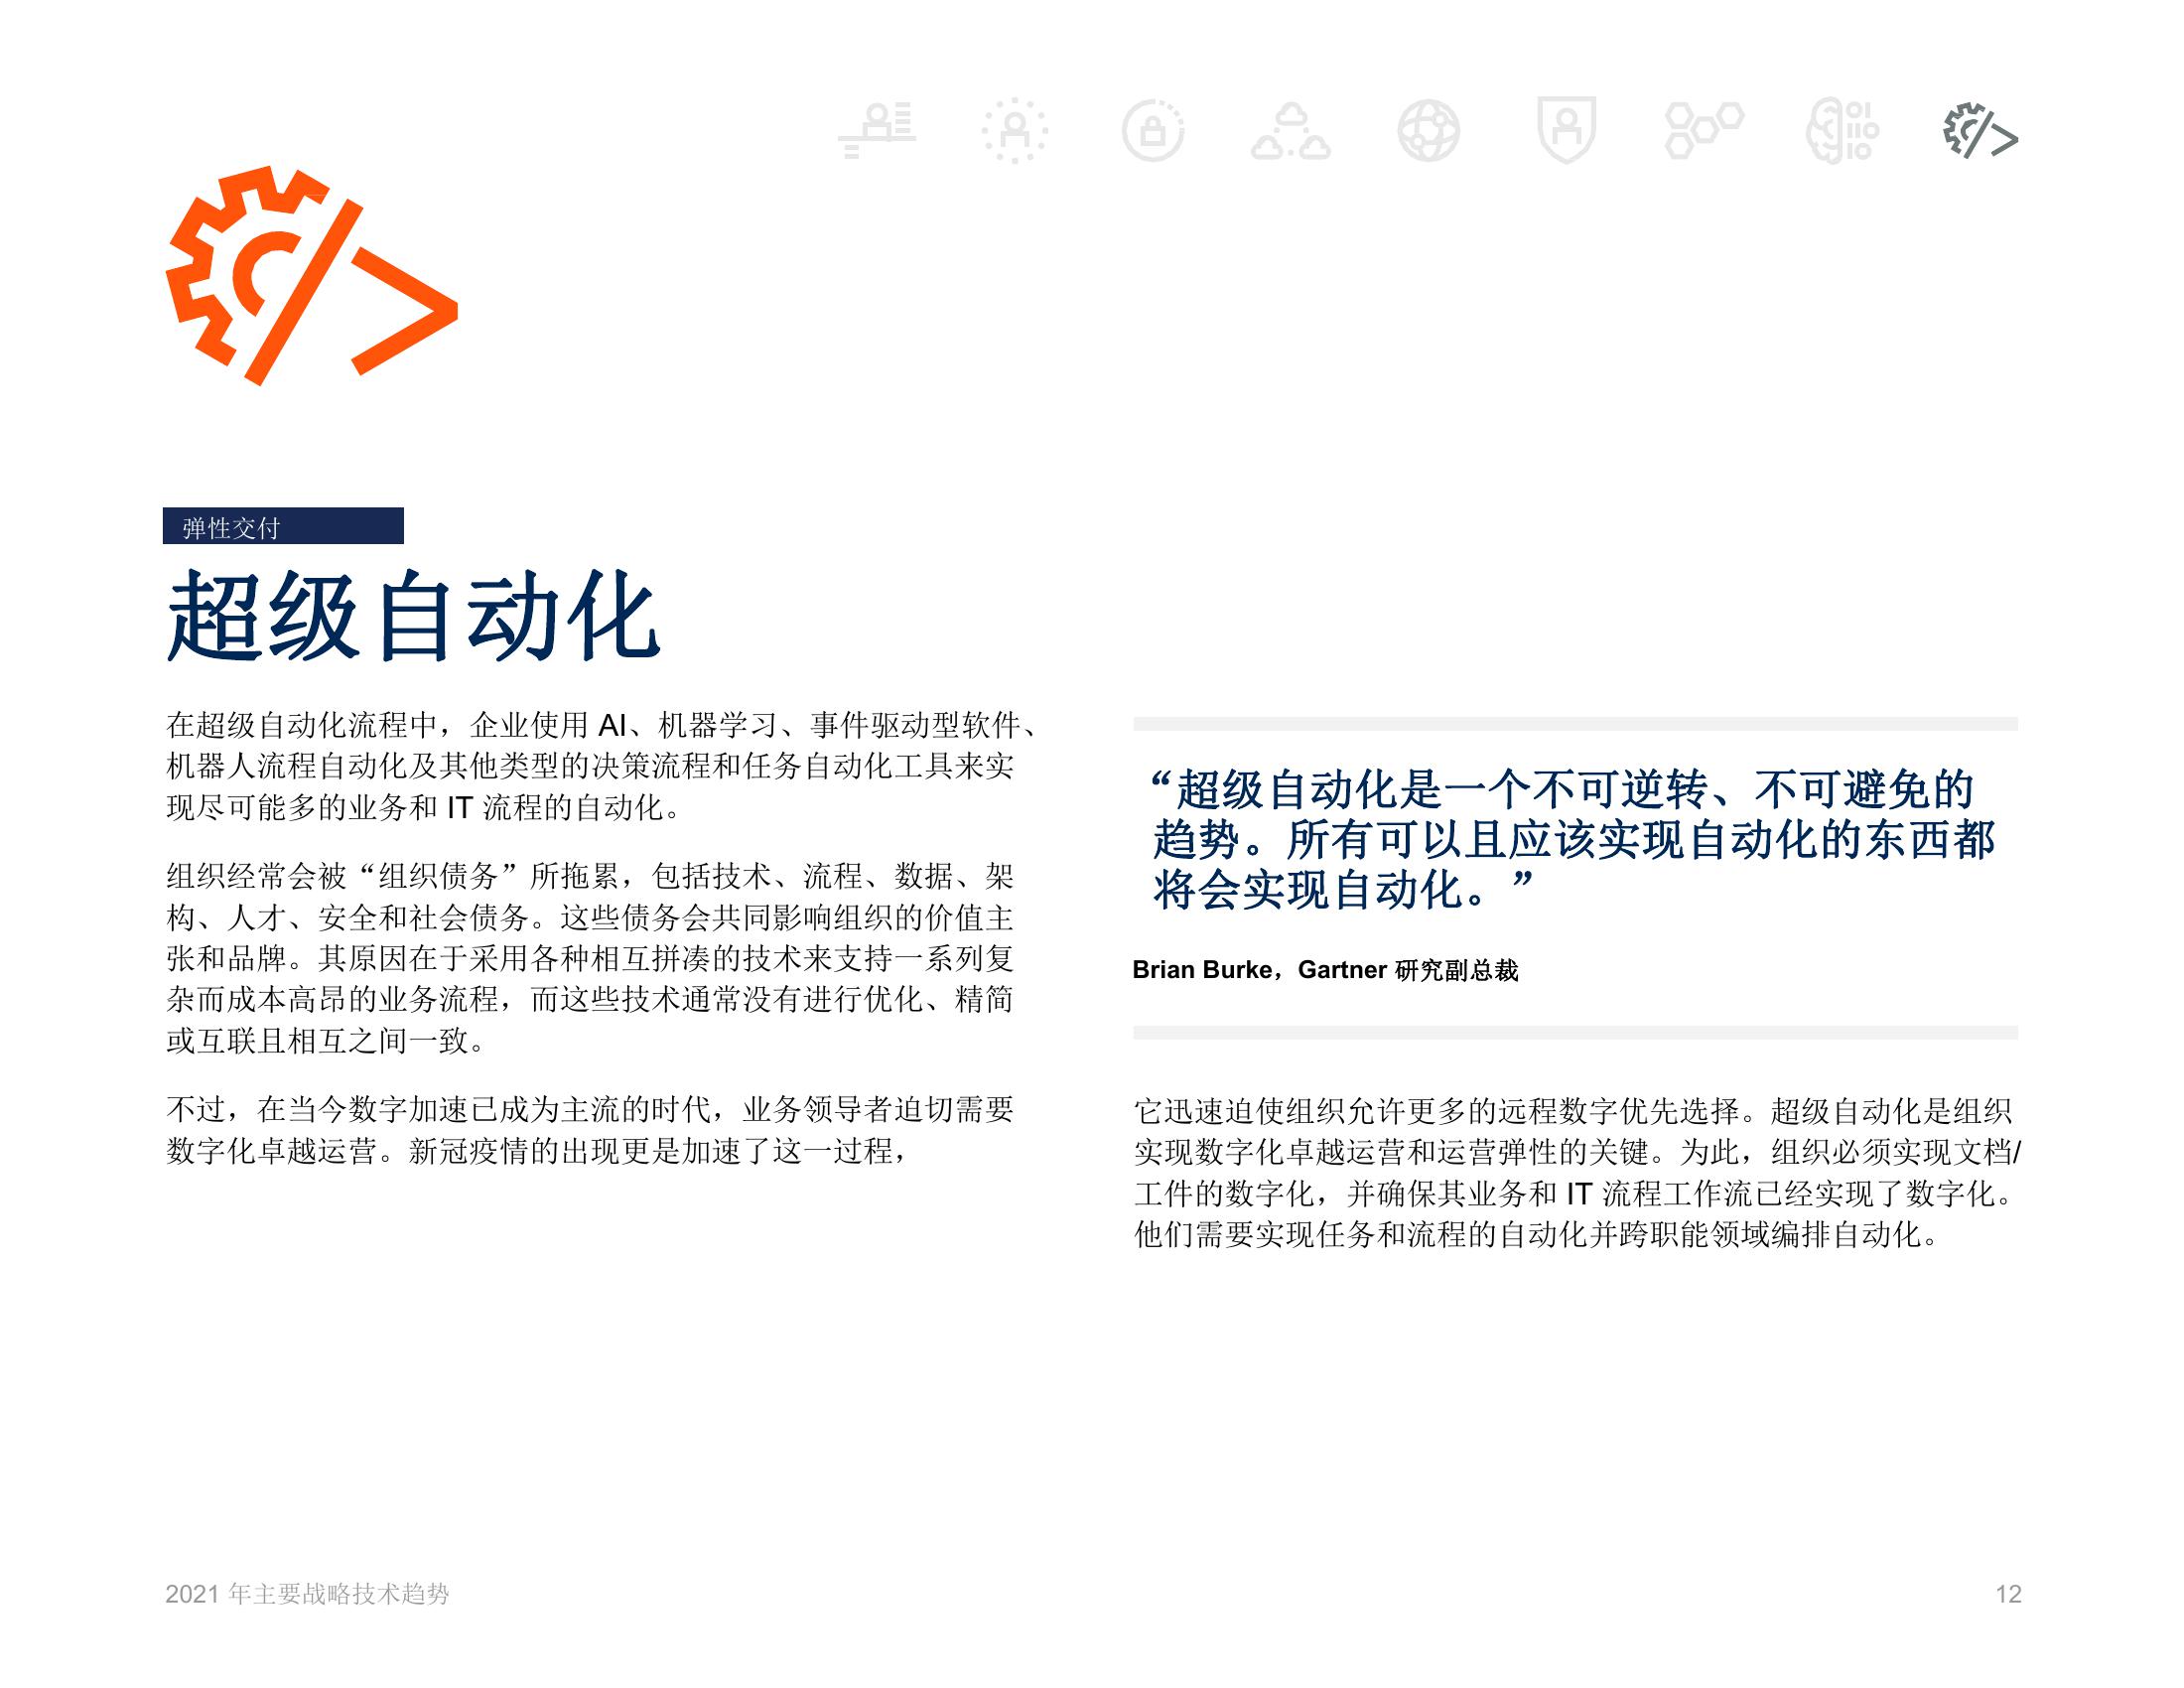 弹性交付
超级自动化
在超级自动化流程中，企业使用 AI、机器学习、事件驱动型软件、
机器人流程自动化及其他类型的决策流程和任务自动化工具来实
现尽可能多的业务和 IT 流程的自动化。
组织经常会被“组织债务”所拖累，包括技术、流程、数据、架
构、人才、安全和社会债务。这些债务会共同影响组织的价值主
张和品牌。其原因在于采用各种相互拼凑的技术来支持一系列复
杂而成本高昂的业务流程，而这些技术通常没有进行优化、精简
或互联且相互之间一致。
不过，在当今数字加速已成为主流的时代，业务领导者迫切需要
数字化卓越运营。新冠疫情的出现更是加速了这一过程，
“超级自动化是一个不可逆转、不可避免的
趋势。所有可以且应该实现自动化的东西都
将会实现自动化。”
Brian Burke，Gartner 研究副总裁
它迅速迫使组织允许更多的远程数字优先选择。超级自动化是组织
实现数字化卓越运营和运营弹性的关键。为此，组织必须实现文档/
工件的数字化，并确保其业务和 IT 流程工作流已经实现了数字化。
他们需要实现任务和流程的自动化并跨职能领域编排自动化。
2021 年主要战略技术趋势
12